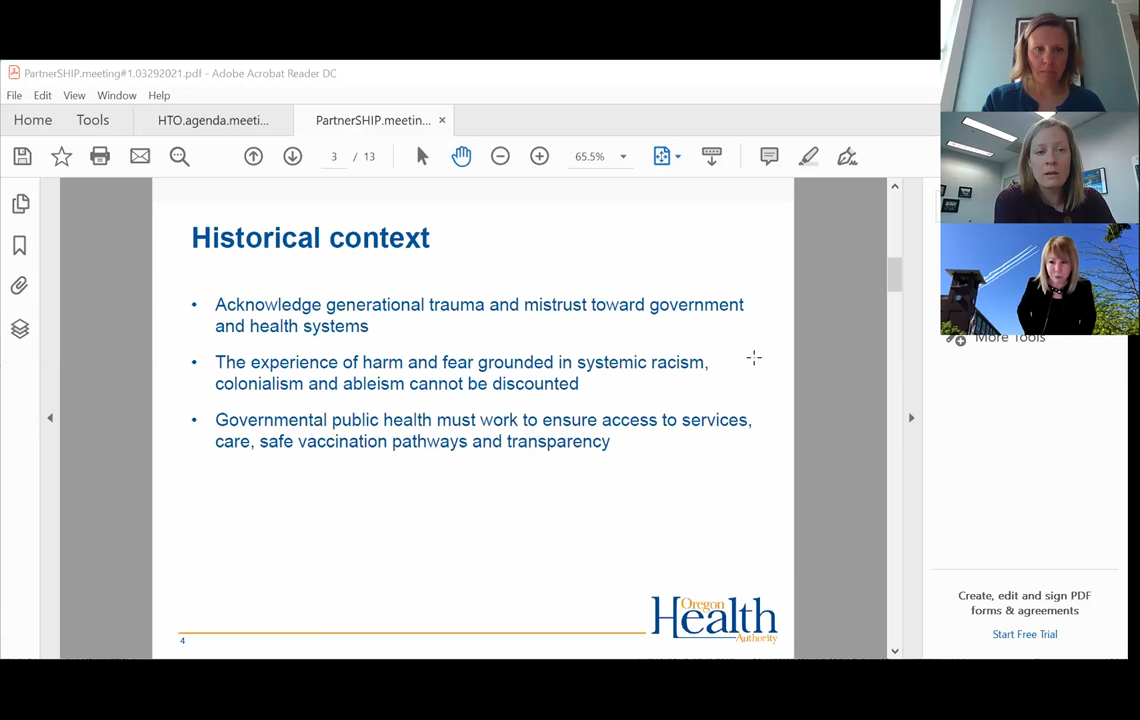 PartnerSHIP.meeting#1.03292021.pdf - Adobe Acrobat Reader DC
File Edit View Window Help
Home Tools HTO.agenda.meeti... PartnerSHIP.meetin... ×
3 / 13 65.5%
Historical context
• Acknowledge generational trauma and mistrust toward government
and health systems
• The experience of harm and fear grounded in systemic racism,
colonialism and ableism cannot be discounted
• Governmental public health must work to ensure access to services,
care, safe vaccination pathways and transparency
Oregon
Health
Authority
4
More Tools
Create, edit and sign PDF
forms & agreements
Start Free Trial